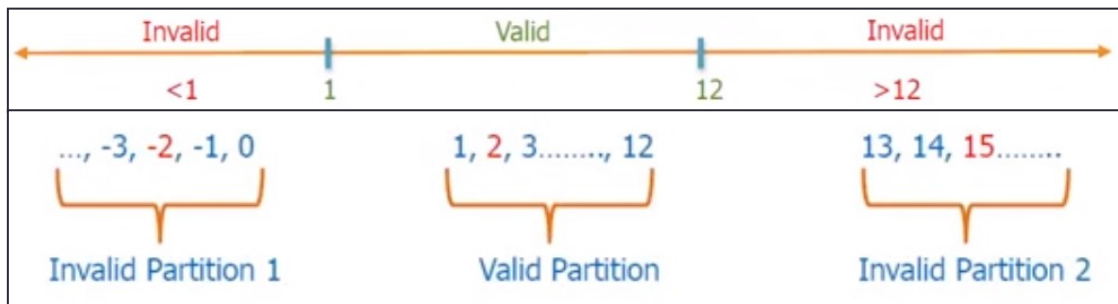 Invalid Valid Invalid
<1 1 12 >12
..., -3, -2, -1, 0 1, 2, 3........, 12 13, 14, 15........
Invalid Partition 1 Valid Partition Invalid Partition 2